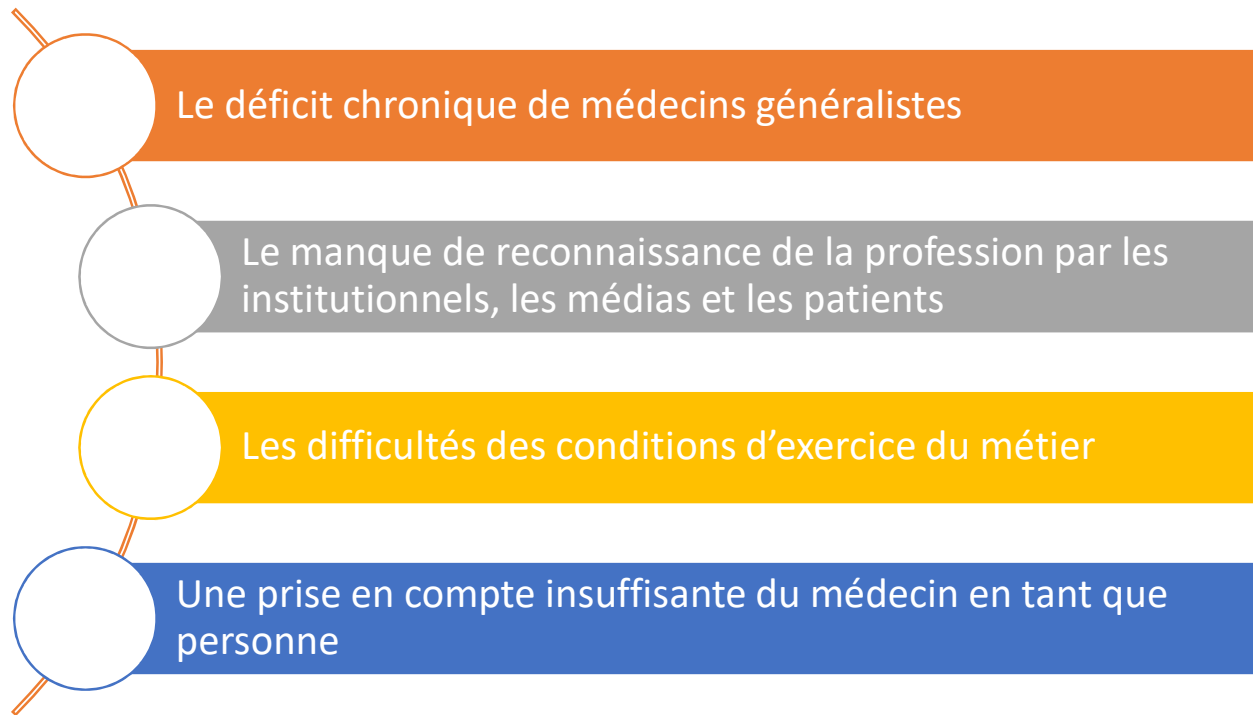 Le déficit chronique de médecins généralistes
Le manque de reconnaissance de la profession par les
institutionnels, les médias et les patients
Les difficultés des conditions d’exercice du métier
Une prise en compte insuffisante du médecin en tant que
personne